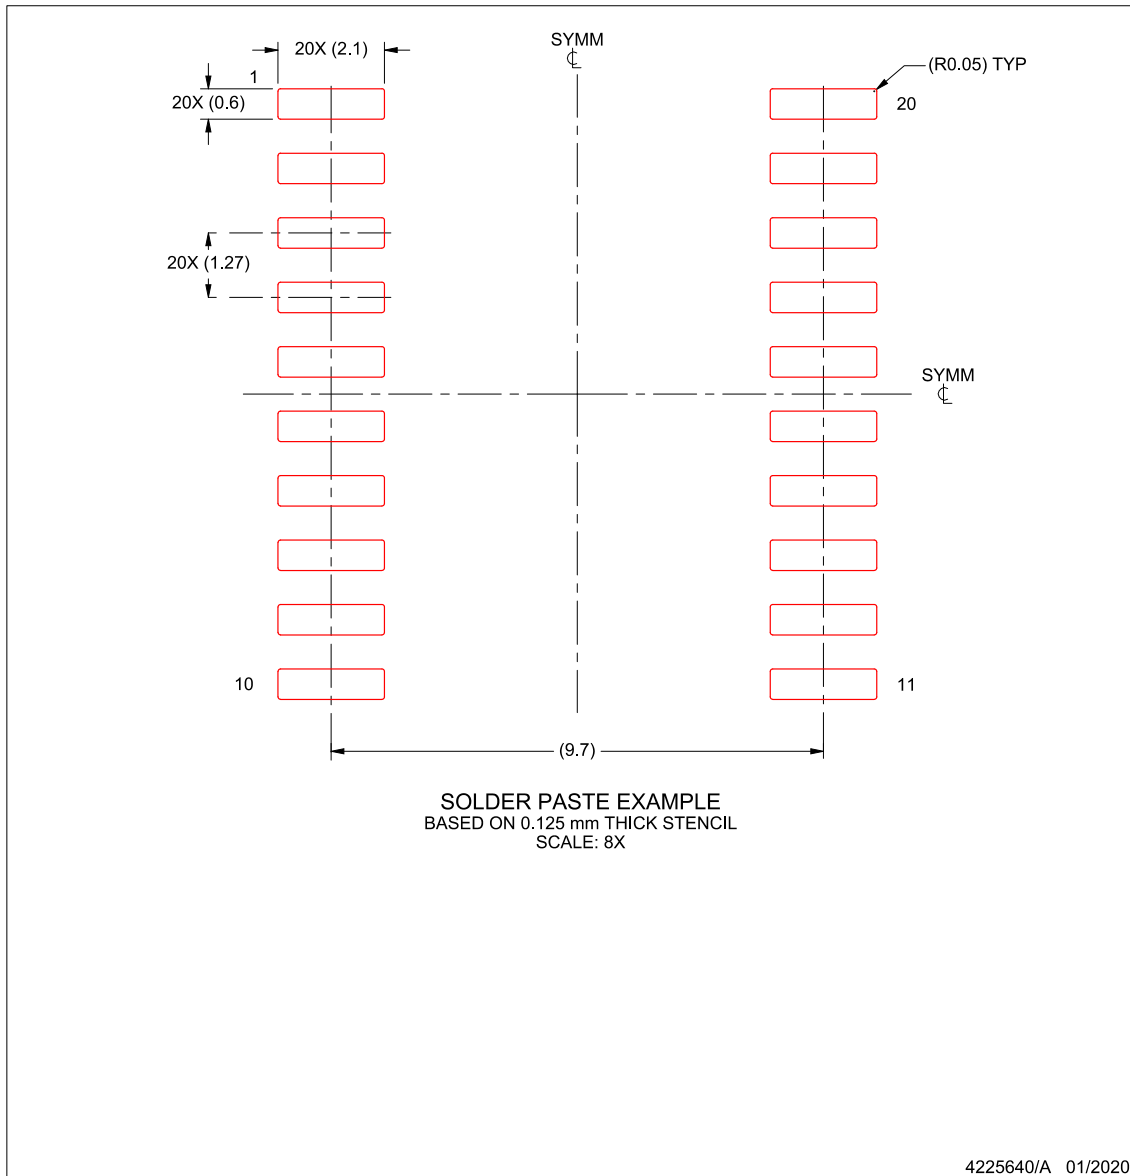 20X (2.1)
SYMM
℄
(R0.05) TYP
1
20X (0.6)
20
20X (1.27)
SYMM
℄
10
11
(9.7)
SOLDER PASTE EXAMPLE
BASED ON 0.125 mm THICK STENCIL
SCALE: 8X
4225640/A 01/2020